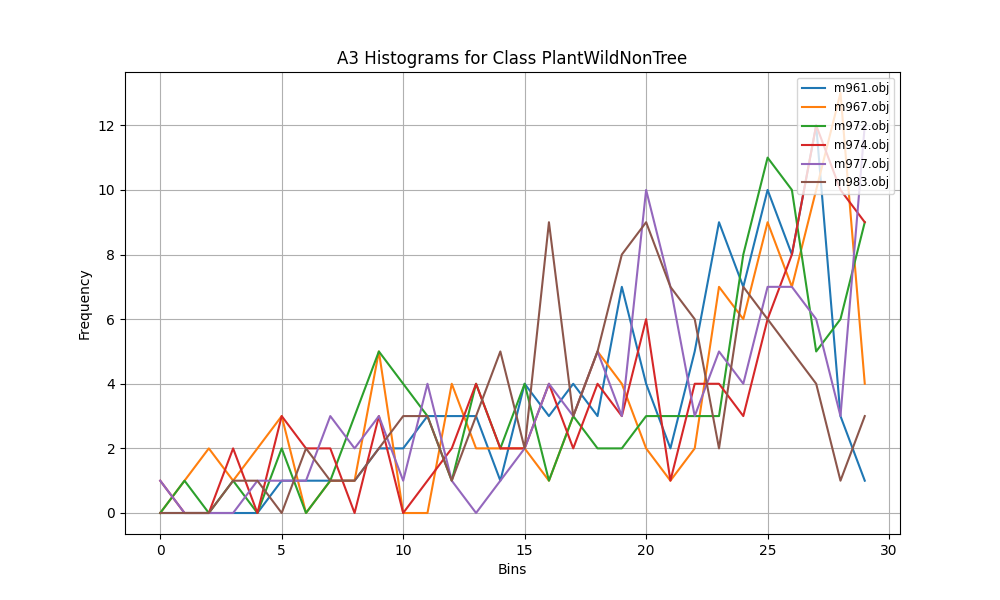 A3 Histograms for Class PlantWildNonTree
m961.obj
m967.obj
m972.obj
m974.obj
m977.obj
m983.obj
12
10
8
6
4
2
0
Frequency
0 5 10 15 20 25 30
Bins